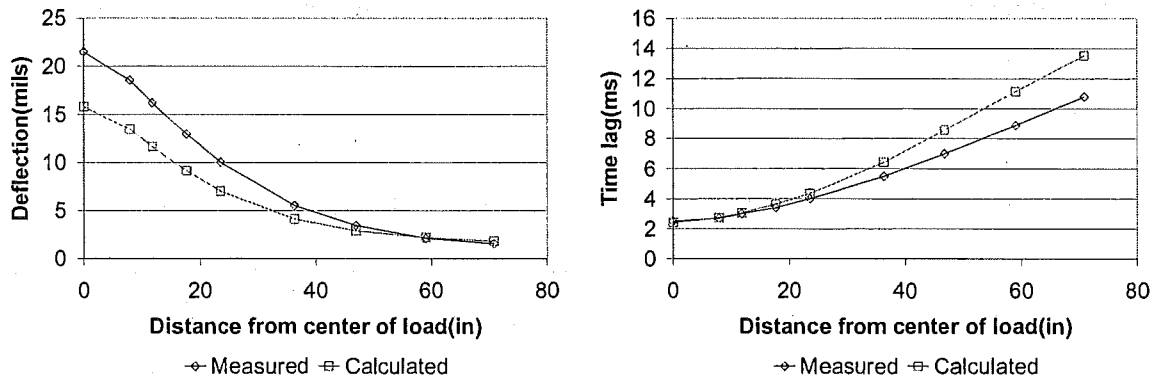 Deflection(mils)
25
20
15
10
5
0
0 20 40 60 80
Distance from center of load(in)
Measured Calculated
Time lag(ms)
16
14
12
10
8
6
4
2
0
0 20 40 60 80
Distance from center of load(in)
Measured Calculated